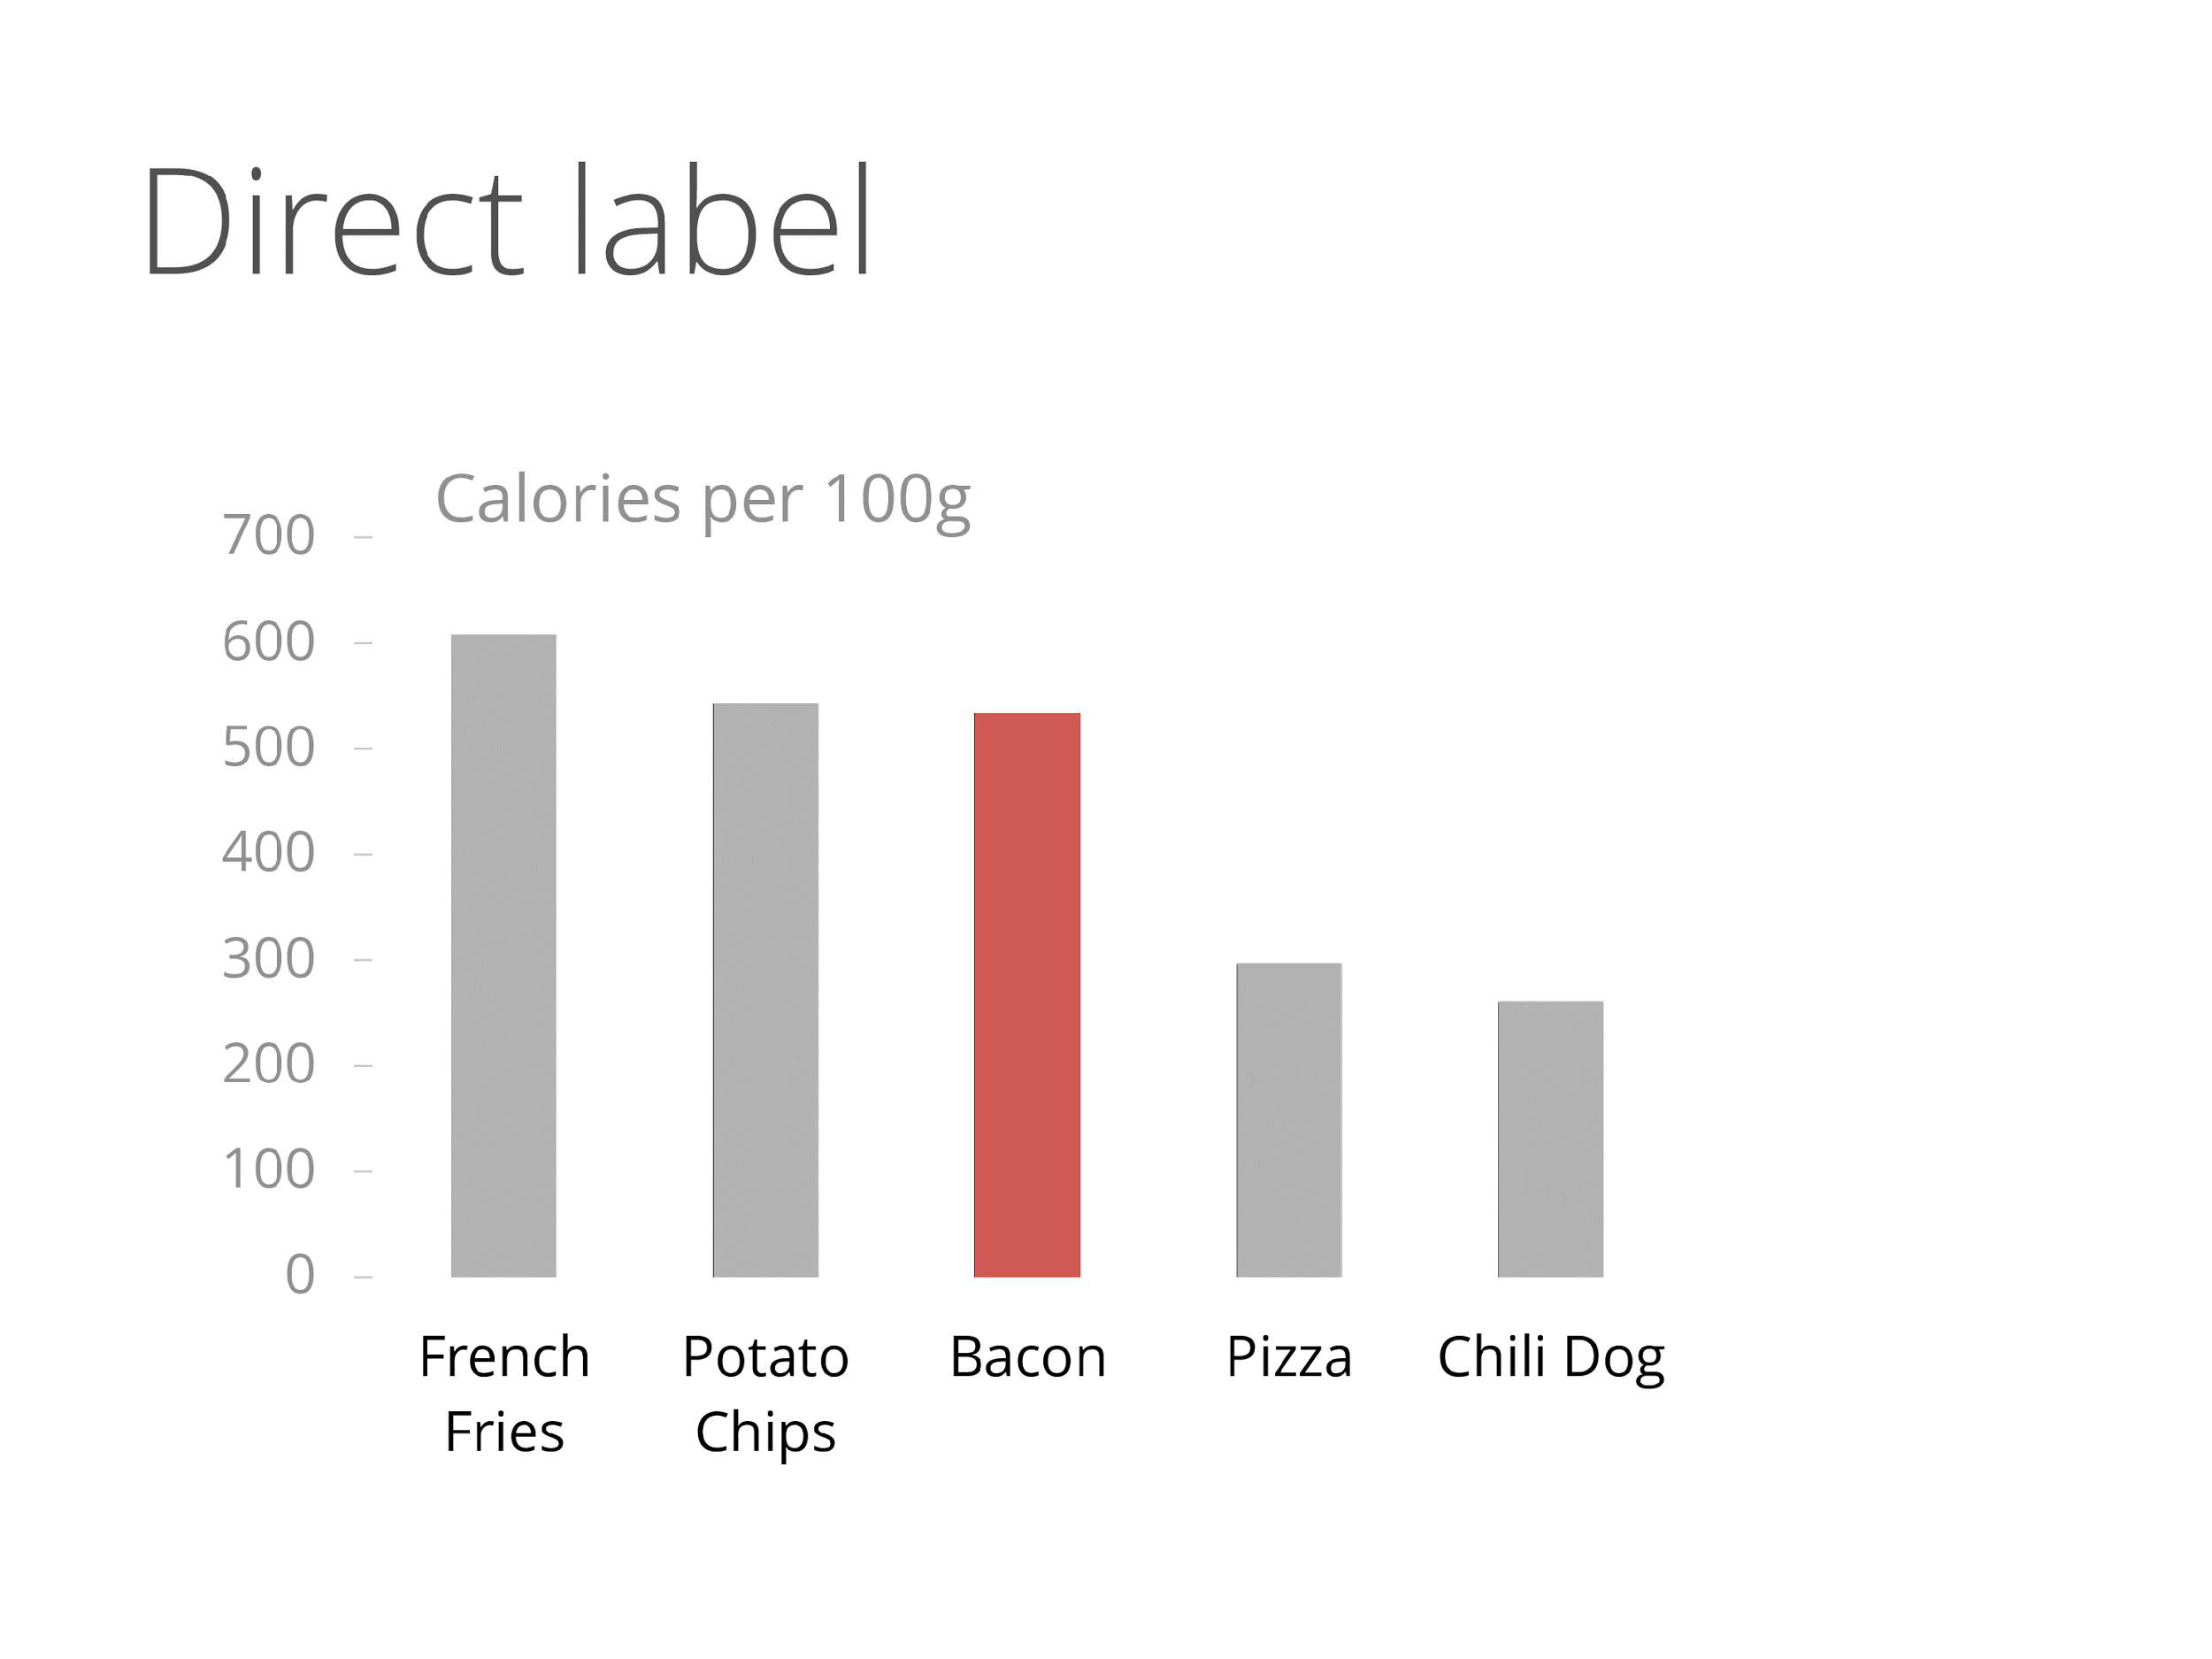 Direct label
Calories per 100g
700
600
500
400
300
200
100
0
French Fries
Potato Chips
Bacon
Pizza
Chili Dog